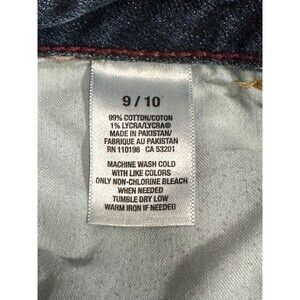 9 / 10
99% COTTON/COTON
1% LYCRA/LYCRA®
MADE IN PAKISTAN/
FABRIQUE AU PAKISTAN
RN 110198 CA 53201
MACHINE WASH COLD
WITH LIKE COLORS
ONLY NON-CHLORINE BLEACH
WHEN NEEDED
TUMBLE DRY LOW
WARM IRON IF NEEDED